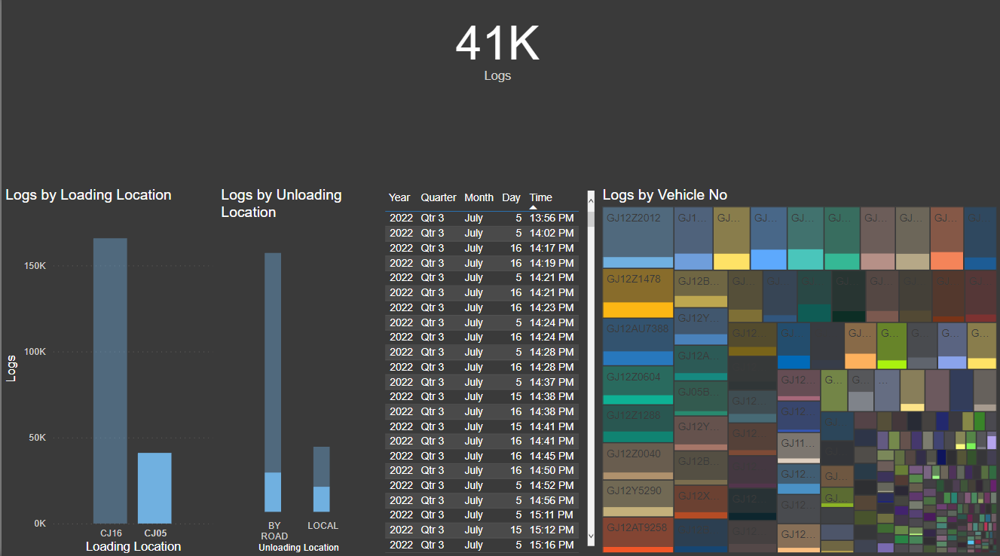 41K
Logs
Logs by Loading Location
150K
100K
50K
0K
Logs
CJ16 CJ05
Loading Location
Logs by Unloading
Location
BY
ROAD
LOCAL
Unloading Location
Year Quarter Month Day Time
2022 Qtr 3 July 5 13:56 PM
2022 Qtr 3 July 5 14:02 PM
2022 Qtr 3 July 16 14:17 PM
2022 Qtr 3 July 16 14:19 PM
2022 Qtr 3 July 5 14:21 PM
2022 Qtr 3 July 16 14:21 PM
2022 Qtr 3 July 16 14:23 PM
2022 Qtr 3 July 5 14:24 PM
2022 Qtr 3 July 16 14:24 PM
2022 Qtr 3 July 5 14:28 PM
2022 Qtr 3 July 16 14:28 PM
2022 Qtr 3 July 5 14:37 PM
2022 Qtr 3 July 15 14:38 PM
2022 Qtr 3 July 16 14:38 PM
2022 Qtr 3 July 15 14:41 PM
2022 Qtr 3 July 16 14:41 PM
2022 Qtr 3 July 16 14:45 PM
2022 Qtr 3 July 16 14:50 PM
2022 Qtr 3 July 5 14:52 PM
2022 Qtr 3 July 5 14:56 PM
2022 Qtr 3 July 5 15:11 PM
2022 Qtr 3 July 15 15:12 PM
2022 Qtr 3 July 5 15:16 PM
Logs by Vehicle No
GJ12Z2012 GJ1... GJ... GJ... GJ... GJ... GJ... GJ... GJ... GJ...
GJ12Z1478 GJ12B... GJ... GJ... GJ... GJ... GJ... GJ... GJ... GJ...
GJ12Y...
GJ12AU7388 GJ12... GJ... GJ... G... G... G... G...
GJ12A...
GJ12Z0604 GJ12... G... G... ...
GJ05B... GJ12...
GJ12Z1288 GJ12... GJ...
GJ12Y... GJ12... GJ11...
GJ12Z0040 GJ12B... GJ12... GJ...
GJ12Y5290 GJ12X... GJ12... GJ12... GJ...
GJ12AT9258 GJ12...